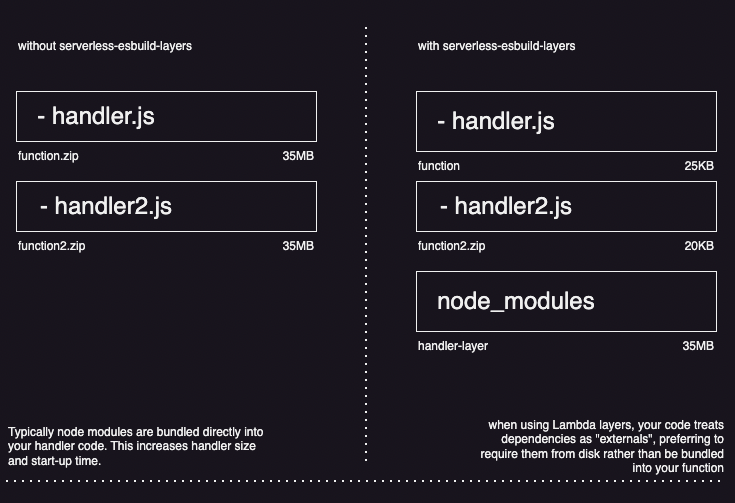 without serverless-esbuild-layers
- handler.js
function.zip 35MB
- handler2.js
function2.zip 35MB
Typically node modules are bundled directly into
your handler code. This increases handler size
and start-up time.
with serverless-esbuild-layers
- handler.js
function 25KB
- handler2.js
function2.zip 20KB
node_modules
handler-layer 35MB
when using Lambda layers, your code treats
dependencies as "externals", preferring to
require them from disk rather than be bundled
into your function